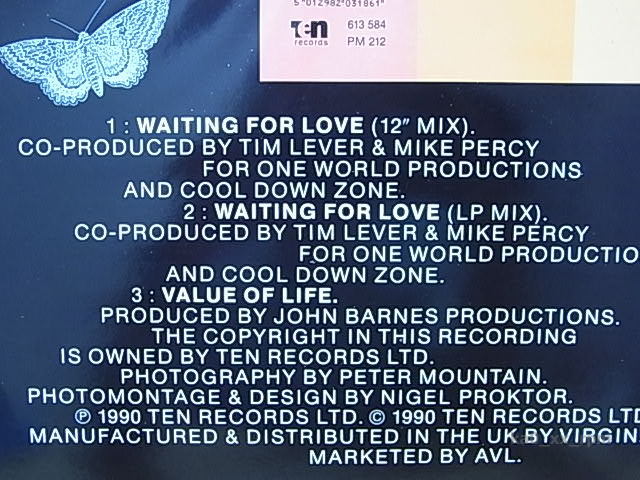 5 012982 031861
Ten 613 584
records PM 212
1 : WAITING FOR LOVE (12″ MIX).
CO-PRODUCED BY TIM LEVER & MIKE PERCY
FOR ONE WORLD PRODUCTIONS
AND COOL DOWN ZONE.
2 : WAITING FOR LOVE (LP MIX).
CO-PRODUCED BY TIM LEVER & MIKE PERCY
FOR ONE WORLD PRODUCTIO
AND COOL DOWN ZONE.
3 : VALUE OF LIFE.
PRODUCED BY JOHN BARNES PRODUCTIONS.
THE COPYRIGHT IN THIS RECORDING
IS OWNED BY TEN RECORDS LTD.
PHOTOGRAPHY BY PETER MOUNTAIN.
PHOTOMONTAGE & DESIGN BY NIGEL PROKTOR.
℗ 1990 TEN RECORDS LTD. © 1990 TEN RECORDS LTD
MANUFACTURED & DISTRIBUTED IN THE UK BY VIRGIN
MARKETED BY AVL.